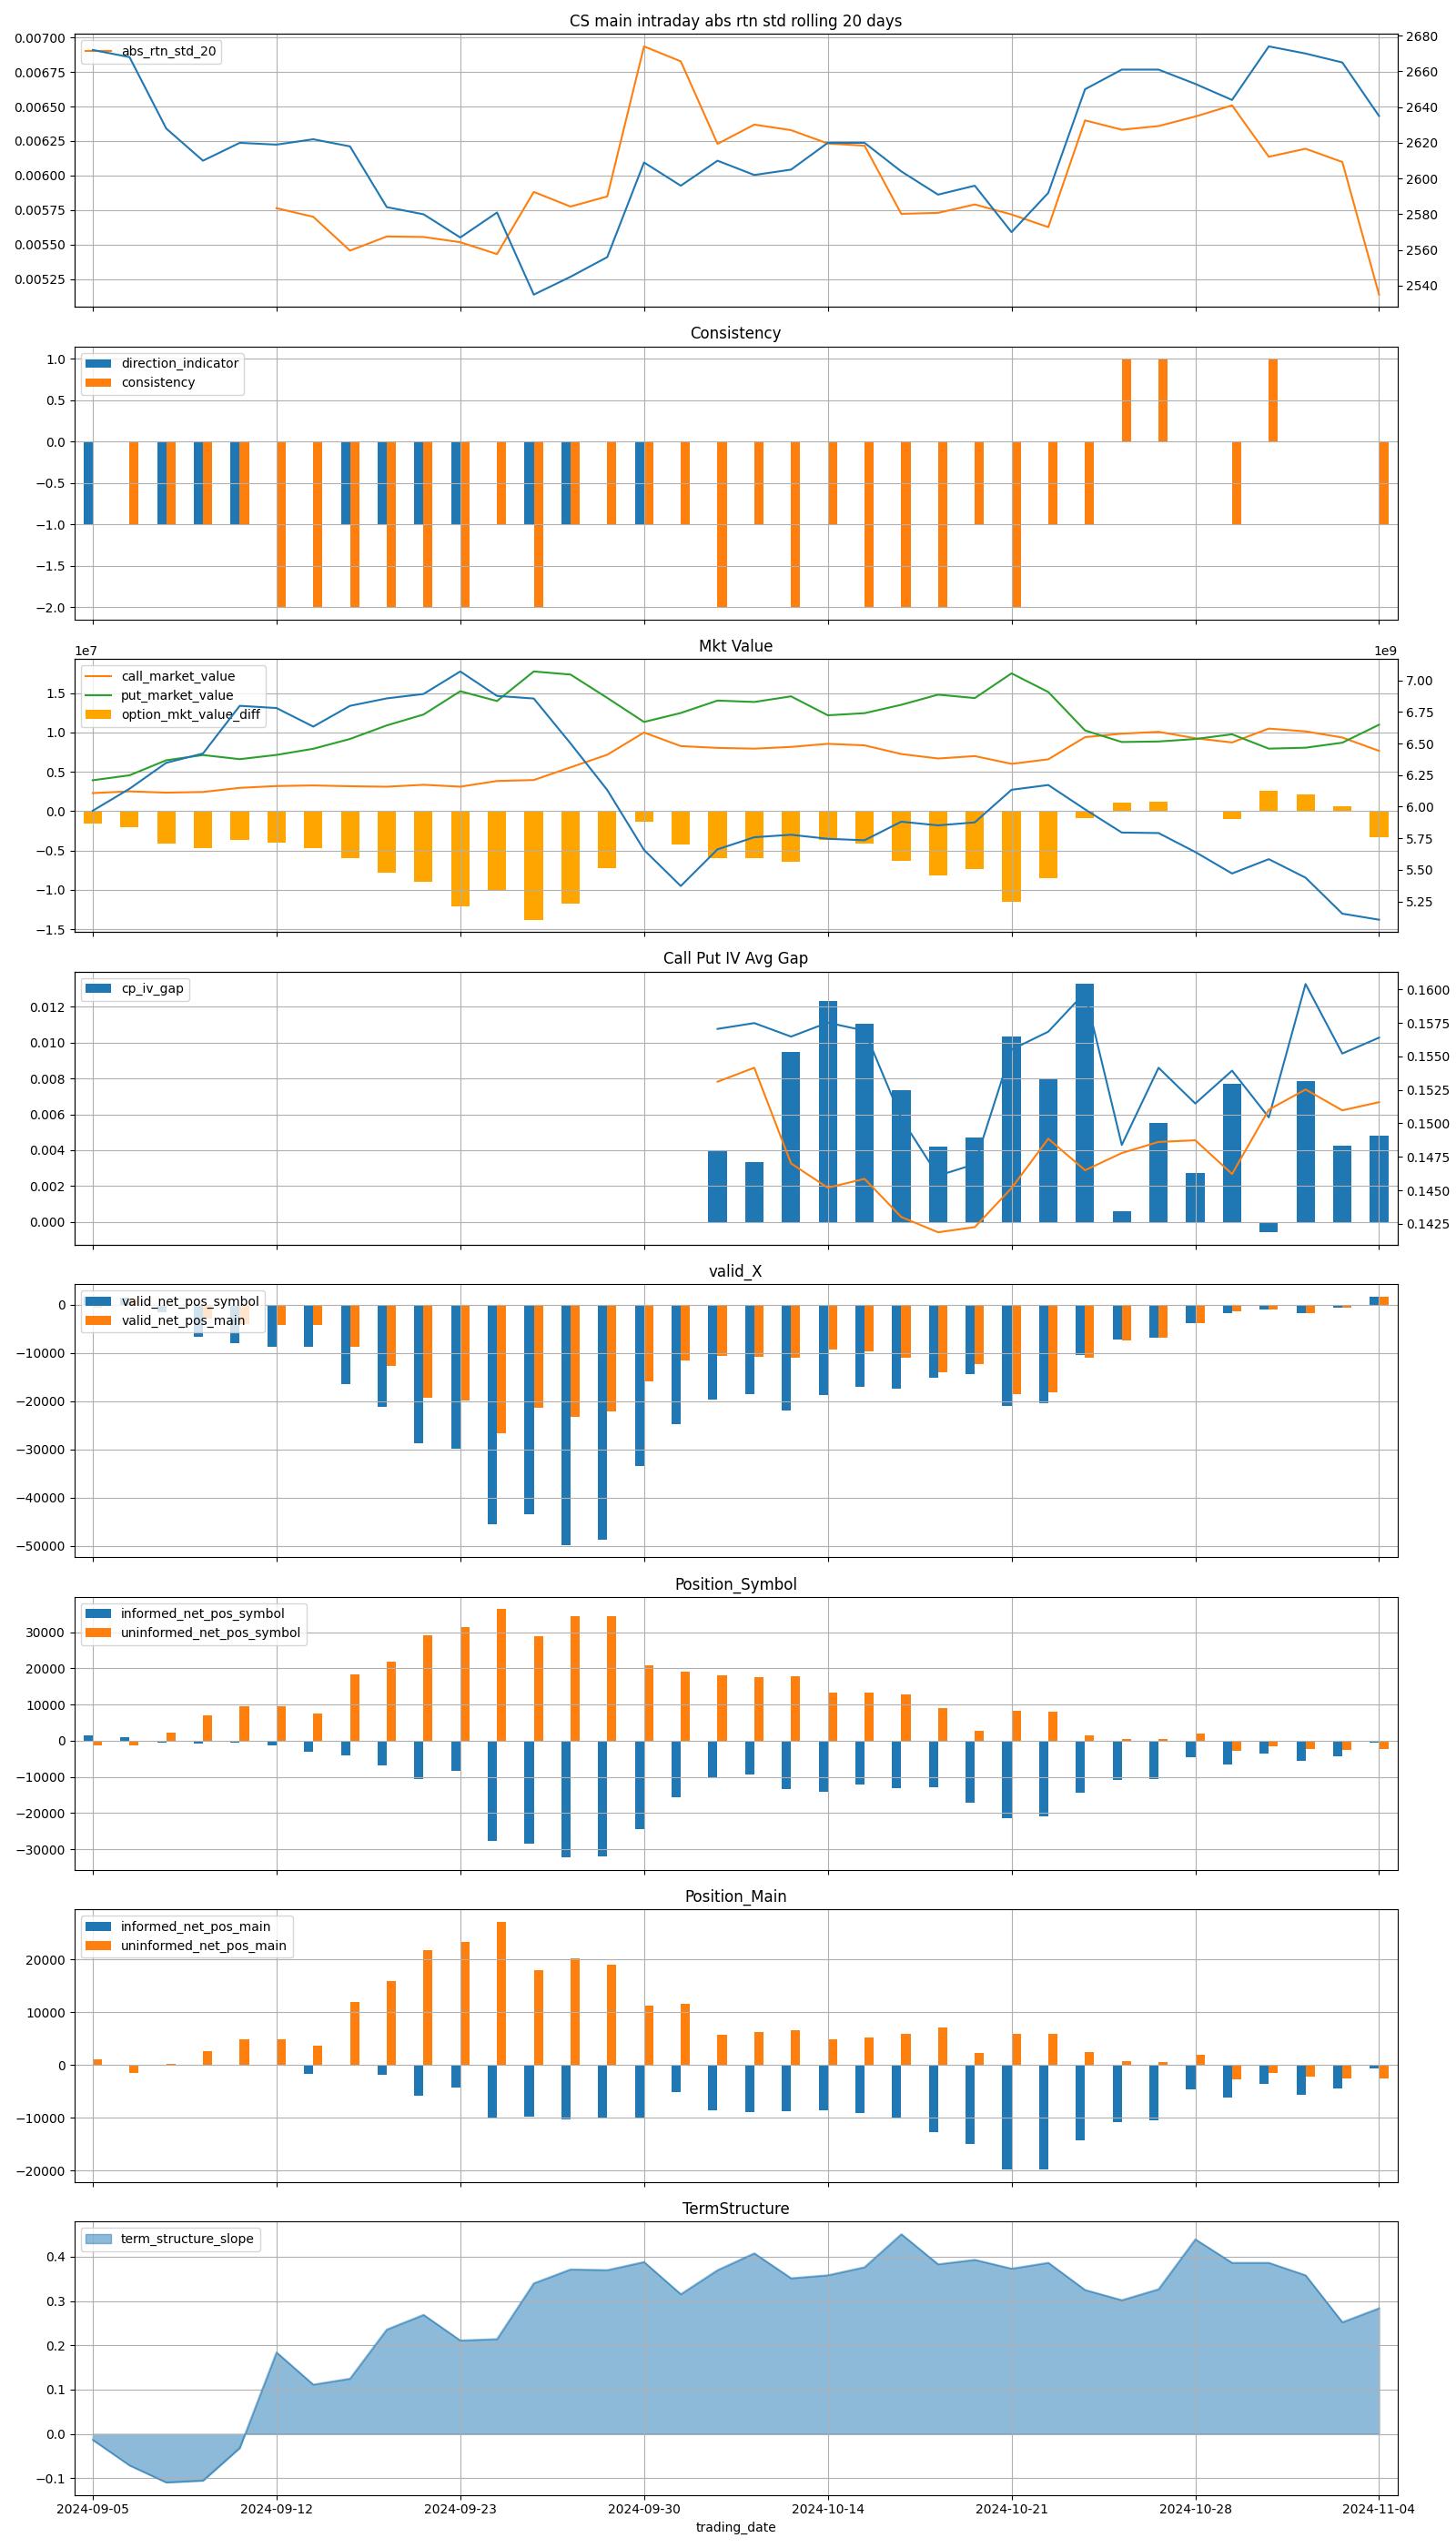 CS main intraday abs rtn std rolling 20 days
abs_rtn_std_20
0.00700
0.00675
0.00650
0.00625
0.00600
0.00575
0.00550
0.00525
2680
2660
2640
2620
2600
2580
2560
2540
Consistency
direction_indicator
consistency
1.0
0.5
0.0
−0.5
−1.0
−1.5
−2.0
Mkt Value
1e7
1e9
call_market_value
put_market_value
option_mkt_value_diff
1.5
1.0
0.5
0.0
−0.5
−1.0
−1.5
7.00
6.75
6.50
6.25
6.00
5.75
5.50
5.25
Call Put IV Avg Gap
cp_iv_gap
0.012
0.010
0.008
0.006
0.004
0.002
0.000
0.1600
0.1575
0.1550
0.1525
0.1500
0.1475
0.1450
0.1425
valid_X
valid_net_pos_symbol
valid_net_pos_main
0
−10000
−20000
−30000
−40000
−50000
Position_Symbol
informed_net_pos_symbol
uninformed_net_pos_symbol
30000
20000
10000
0
−10000
−20000
−30000
Position_Main
informed_net_pos_main
uninformed_net_pos_main
20000
10000
0
−10000
−20000
TermStructure
term_structure_slope
0.4
0.3
0.2
0.1
0.0
−0.1
2024-09-05 2024-09-12 2024-09-23 2024-09-30 2024-10-14 2024-10-21 2024-10-28 2024-11-04
trading_date